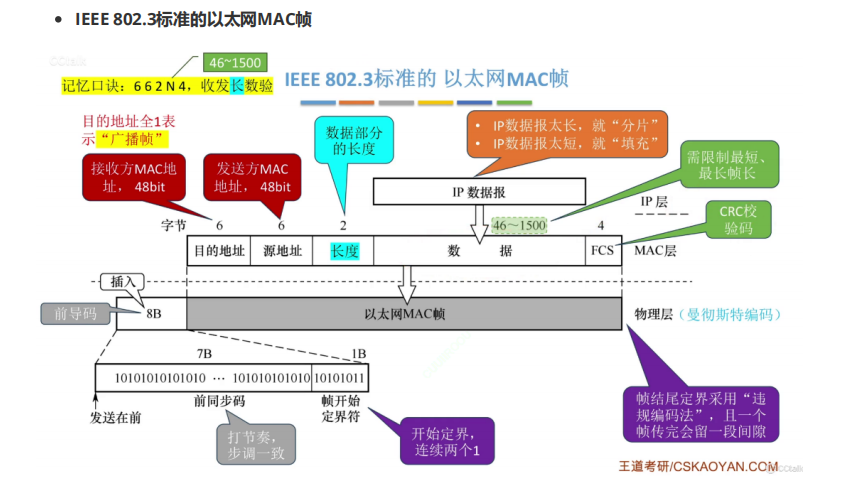 IEEE 802.3标准的以太网MAC帧
CCtalk
46~1500
记忆口诀：6 6 2 N 4，收发长数验
IEEE 802.3标准的 以太网MAC帧
目的地址全1表
示“广播帧”
数据部分
的长度
IP数据报太长，就“分片”
IP数据报太短，就“填充”
接收方MAC地
址， 48bit
发送方MAC
地址， 48bit
需限制最短、
最长帧长
IP 数据报
IP 层
CRC校
验码
字节
6
6
2
46～1500
4
目的地址
源地址
长度
数 据
FCS
MAC层
插入
前导码
8B
以太网MAC帧
物理层（曼彻斯特编码）
7B
1B
10101010101010 ··· 101010101010
10101011
前同步码
帧开始
定界符
发送在前
打节奏，
步调一致
开始定界，
连续两个1
帧结尾定界采用“违
规编码法”，且一个
帧传完会留一段间隙
王道考研/CSKAOYAN.COM
CCtalk